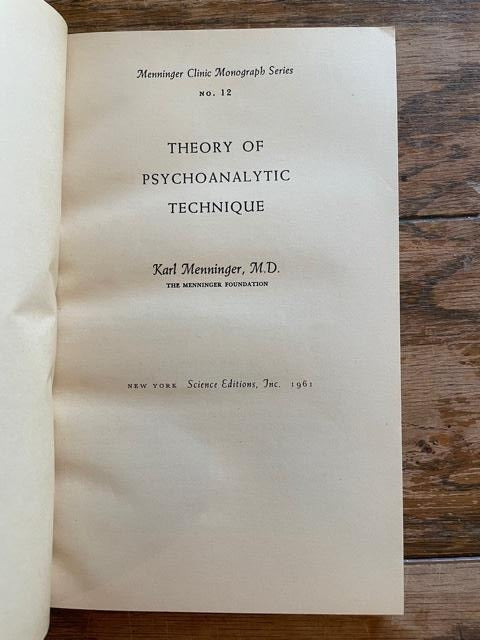 Menninger Clinic Monograph Series
NO. 12
THEORY OF
PSYCHOANALYTIC
TECHNIQUE
Karl Menninger, M.D.
THE MENNINGER FOUNDATION
NEW YORK Science Editions, Inc. 1961